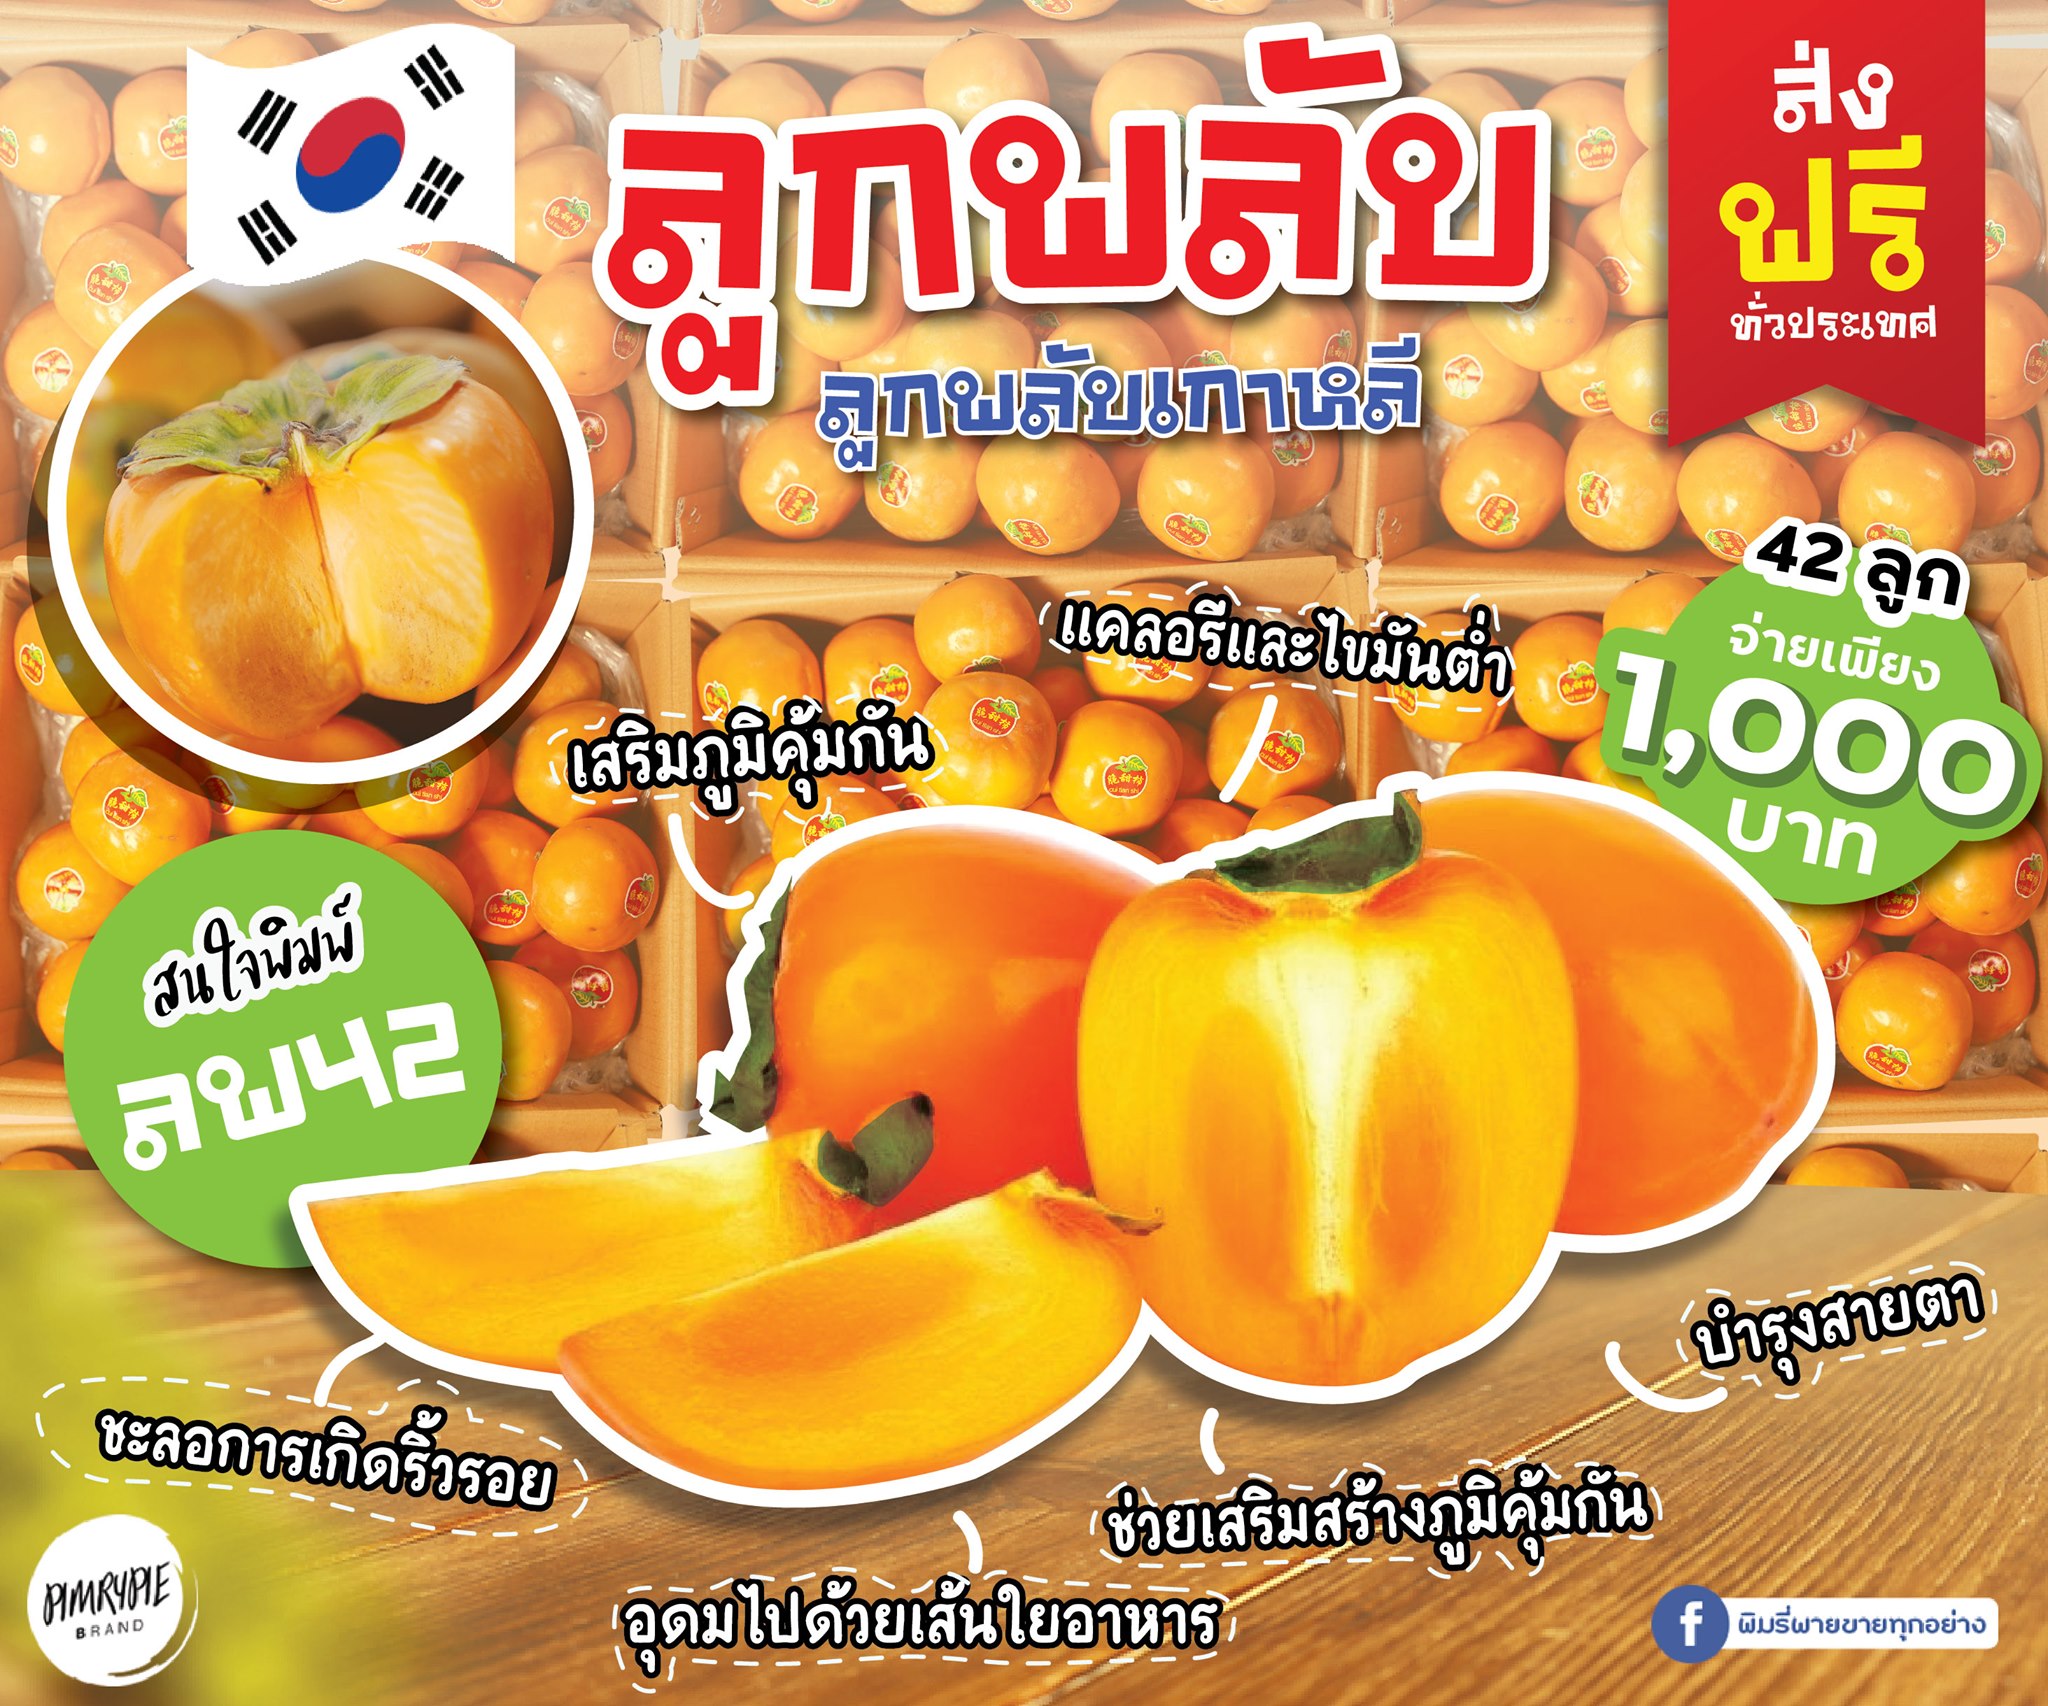 ลูกพลับ
ลูกพลับเกาหลี
ส่ง
ฟรี
ทั่วประเทศ
42 ลูก
จ่ายเพียง
1,000
บาท
แคลอรีและไขมันต่ำ
เสริมภูมิคุ้มกัน
สนใจพิมพ์
ลพ42
บำรุงสายตา
ชะลอการเกิดริ้วรอย
ช่วยเสริมสร้างภูมิคุ้มกัน
อุดมไปด้วยเส้นใยอาหาร
PIMRYPIE
BRAND
f พิมรี่พายขายทุกอย่าง
脆甜柿
cui tian shi